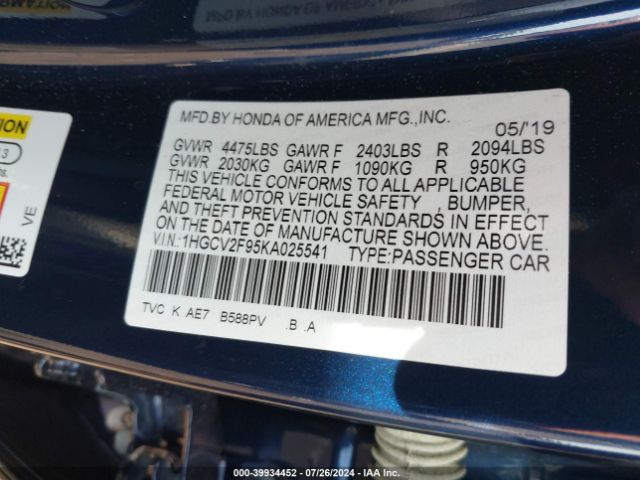 MFD.BY HONDA OF AMERICA MFG.,INC.
05/'19
GVWR 4475LBS GAWR F 2403LBS R 2094LBS
GVWR 2030KG GAWR F 1090KG R 950KG
THIS VEHICLE CONFORMS TO ALL APPLICABLE
FEDERAL MOTOR VEHICLE SAFETY , BUMPER,
AND THEFT PREVENTION STANDARDS IN EFFECT
ON THE DATE OF MANUFACTURE SHOWN ABOVE.
V.I.N.:1HGCV2F95KA025541 TYPE:PASSENGER CAR
TVC K AE7 B588PV .B .A
VE
© 000-39934452 - 07/26/2024 - IAA Inc.